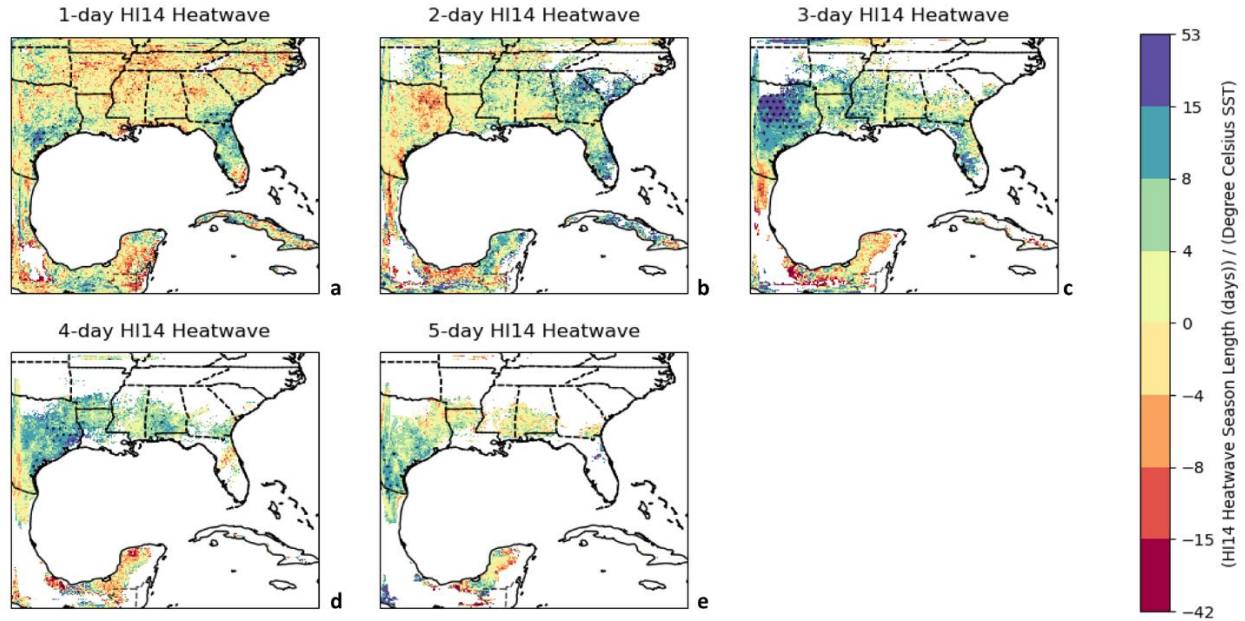 1-day HI14 Heatwave
2-day HI14 Heatwave
3-day HI14 Heatwave
a
b
c
4-day HI14 Heatwave
5-day HI14 Heatwave
d
e
53
15
8
4
0
−4
−8
−15
−42
(HI14 Heatwave Season Length (days)) / (Degree Celsius SST)